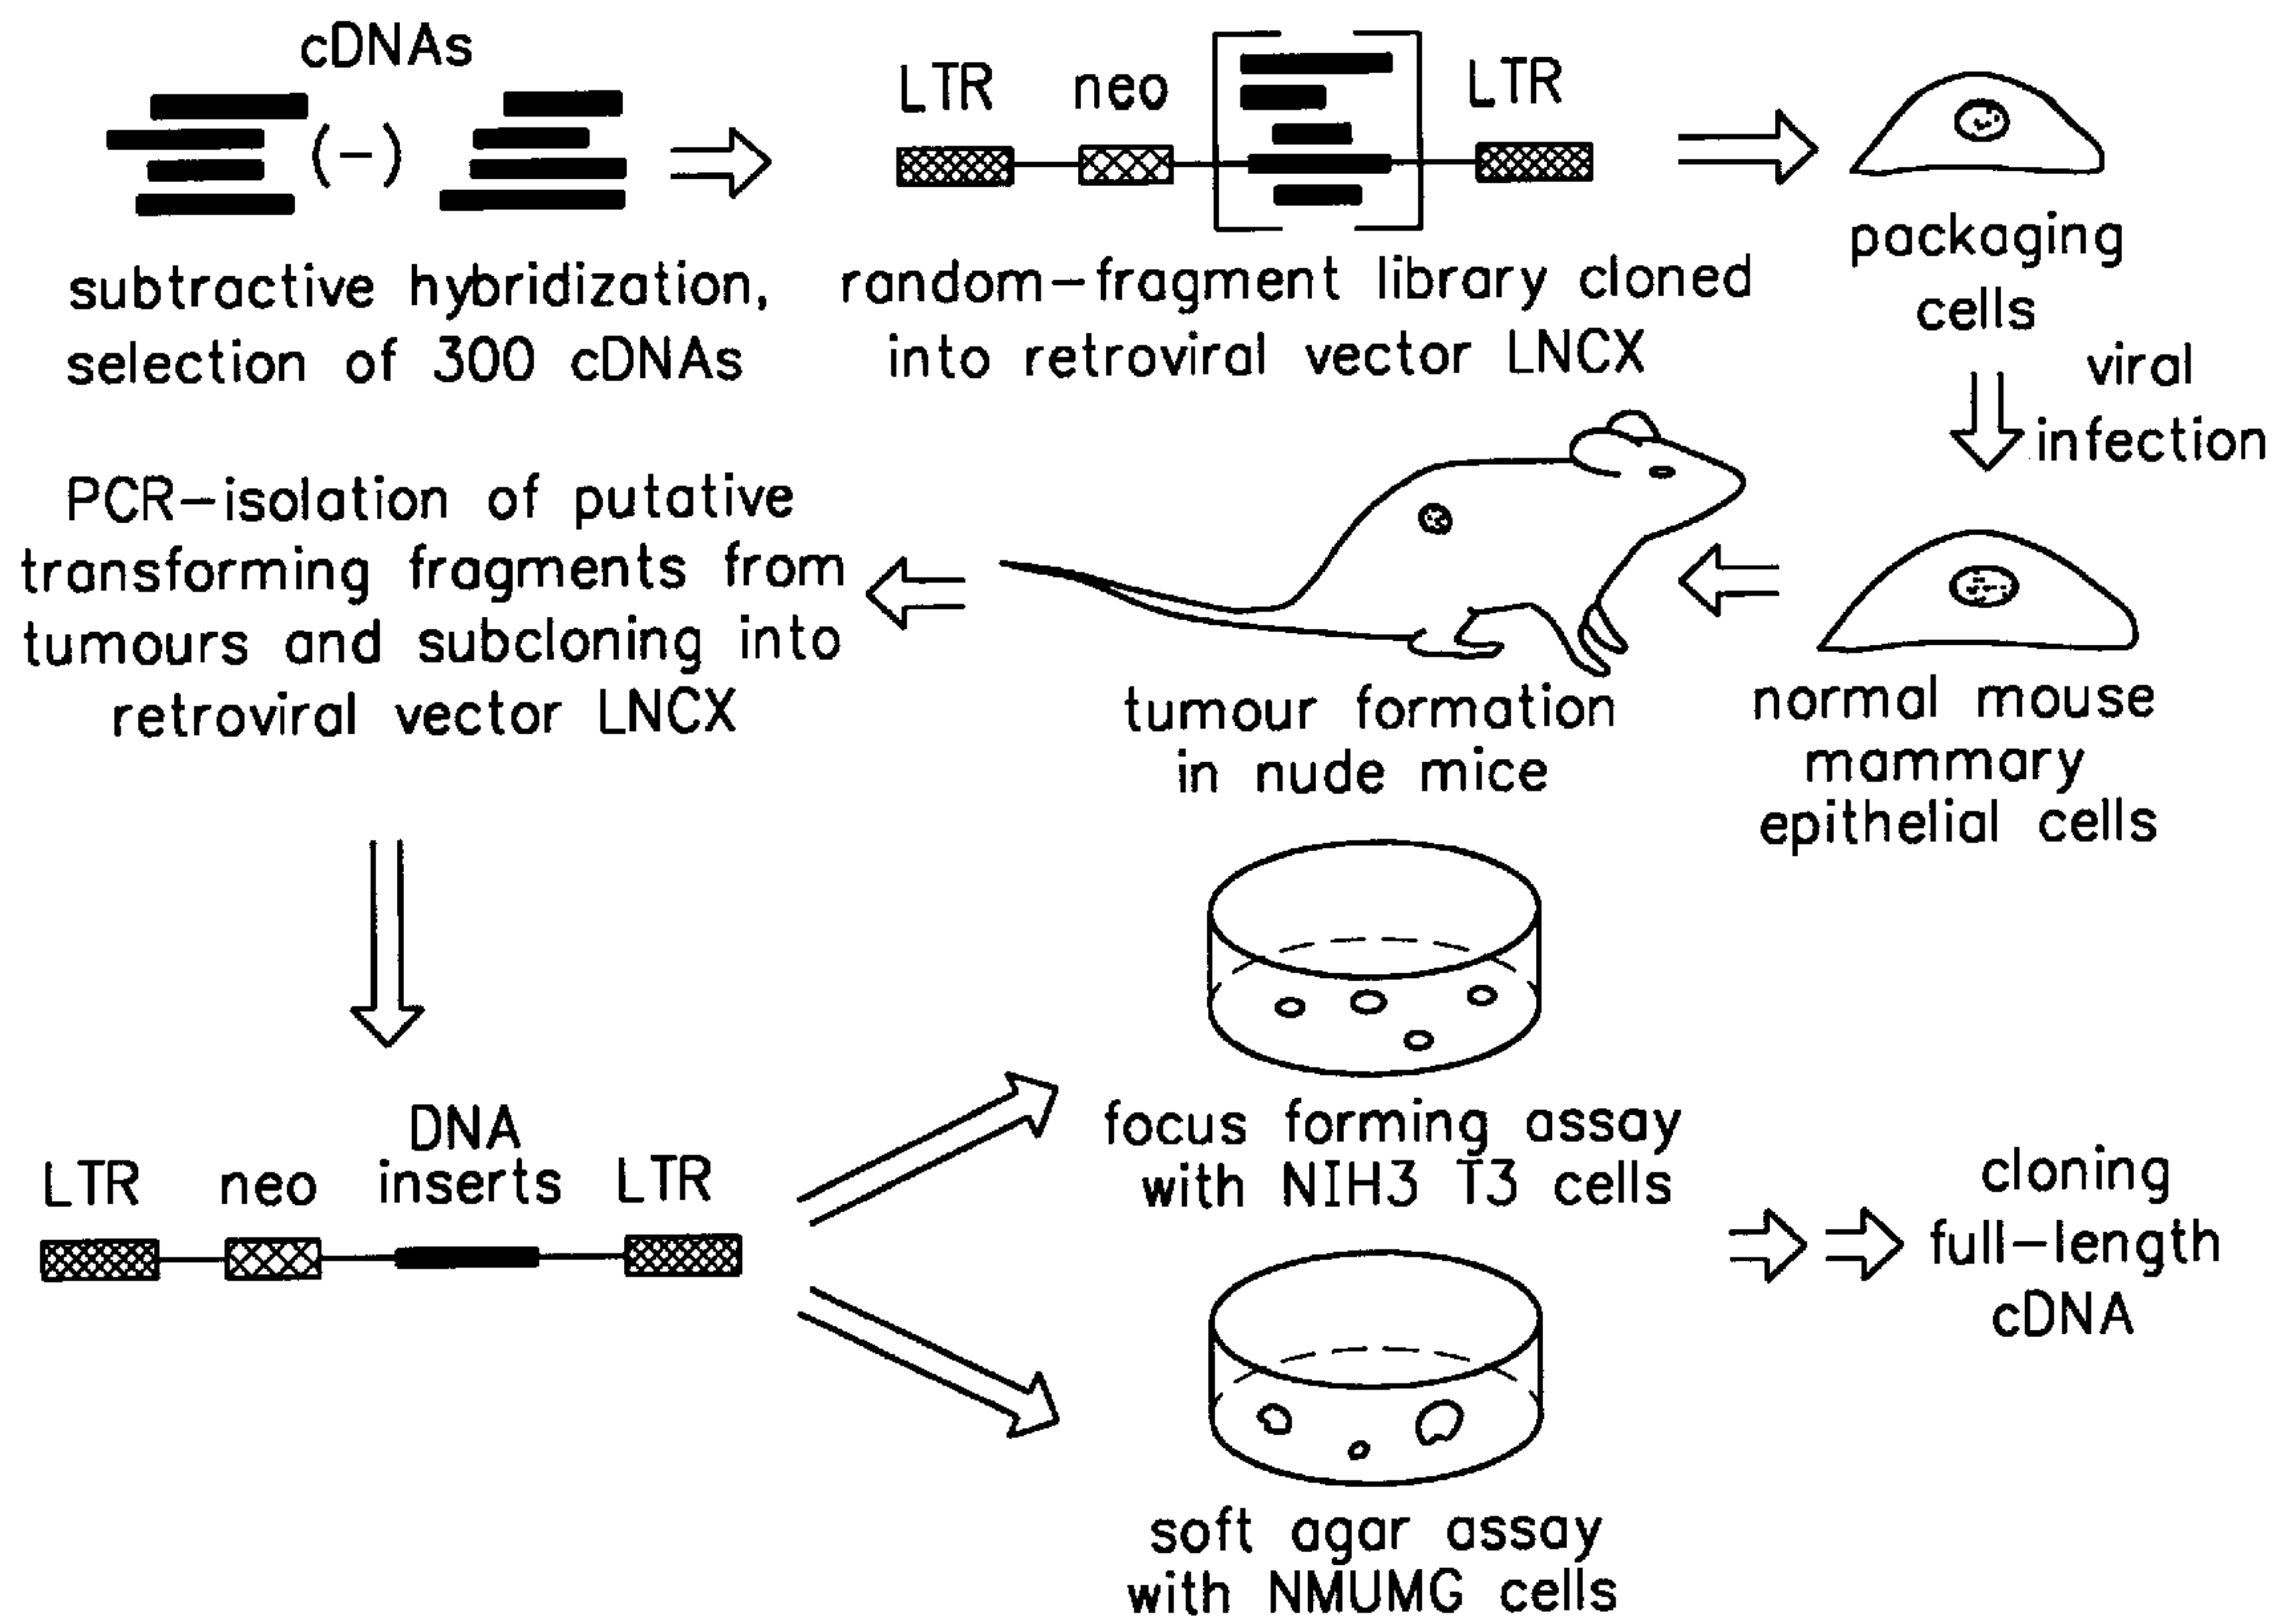 cDNAs
(-)
subtractive hybridization,
selection of 300 cDNAs
LTR neo LTR
random-fragment library cloned
into retroviral vector LNCX
packaging
cells
viral
infection
normal mouse
mammary
epithelial cells
tumour formation
in nude mice
PCR-isolation of putative
transforming fragments from
tumours and subcloning into
retroviral vector LNCX
DNA
LTR neo inserts LTR
focus forming assay
with NIH3 T3 cells
soft agar assay
with NMUMG cells
cloning
full-length
cDNA